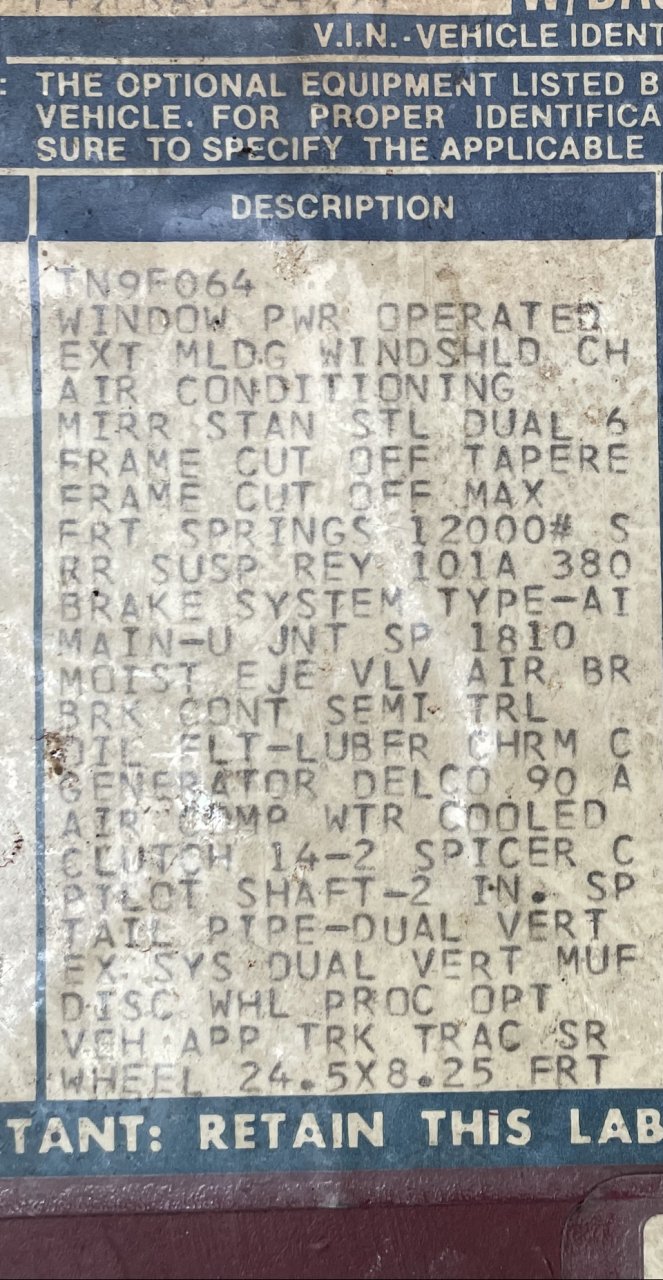 W/BRO
V.I.N.-VEHICLE IDENT
: THE OPTIONAL EQUIPMENT LISTED B
VEHICLE. FOR PROPER IDENTIFICA
SURE TO SPECIFY THE APPLICABLE
DESCRIPTION
TN9F064
WINDOW PWR OPERATED
EXT MLDG WINDSHLD CH
AIR CONDITIONING
MIRR STAN STL DUAL 6
FRAME CUT OFF TAPERE
FRAME CUT OFF MAX
FRT SPRINGS 12000# S
RR SUSP REY 101A 380
BRAKE SYSTEM TYPE-AI
MAIN-U JNT SP 1810
MOIST EJE VLV AIR BR
BRK CONT SEMI TRL
OIL FLT-LUBFR CHRM C
GENERATOR DELCO 90 A
AIR COMP WTR COOLED
CLUTCH 14-2 SPICER C
PILOT SHAFT-2 IN. SP
TAIL PIPE-DUAL VERT
EX SYS DUAL VERT MUF
DISC WHL PROC OPT
VEH APP TRK TRAC SR
WHEEL 24.5X8.25 FRT
TANT: RETAIN THIS LAB